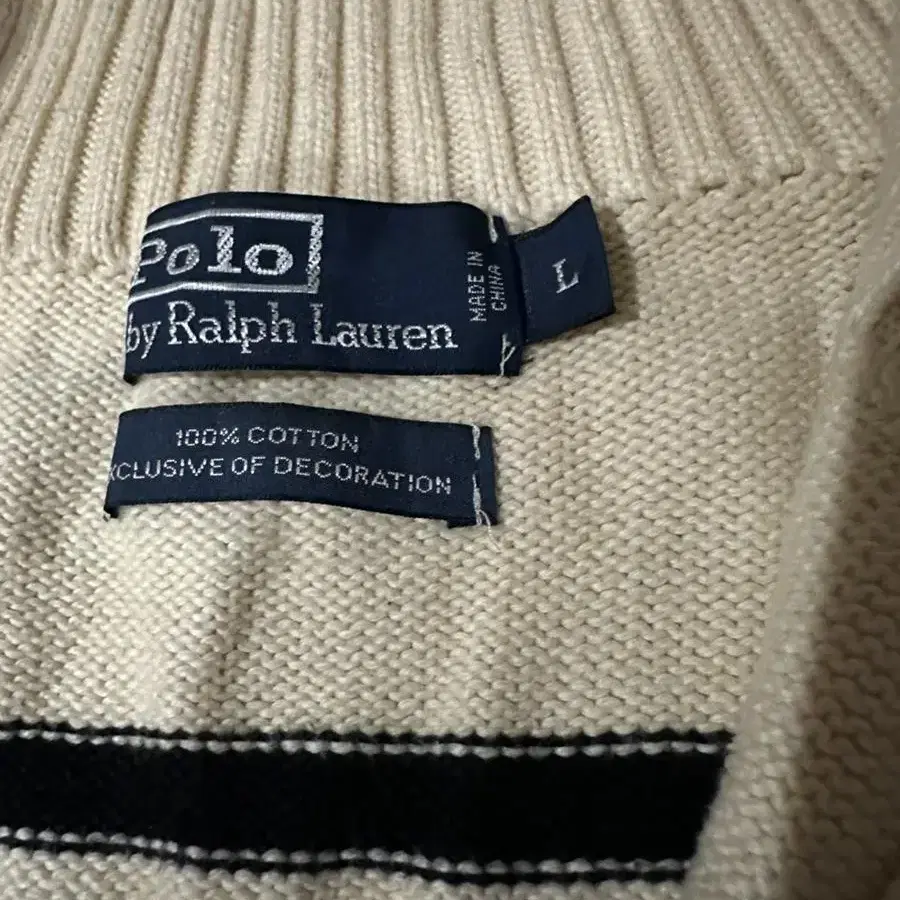 Polo
by Ralph Lauren
MADE IN
CHINA
L
100% COTTON
XCLUSIVE OF DECORATION